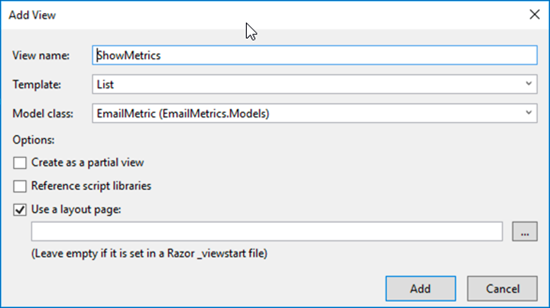 Add View
View name: ShowMetrics
Template: List
Model class: EmailMetric (EmailMetrics.Models)
Options:
Create as a partial view
Reference script libraries
Use a layout page:
...
(Leave empty if it is set in a Razor _viewstart file)
Add Cancel